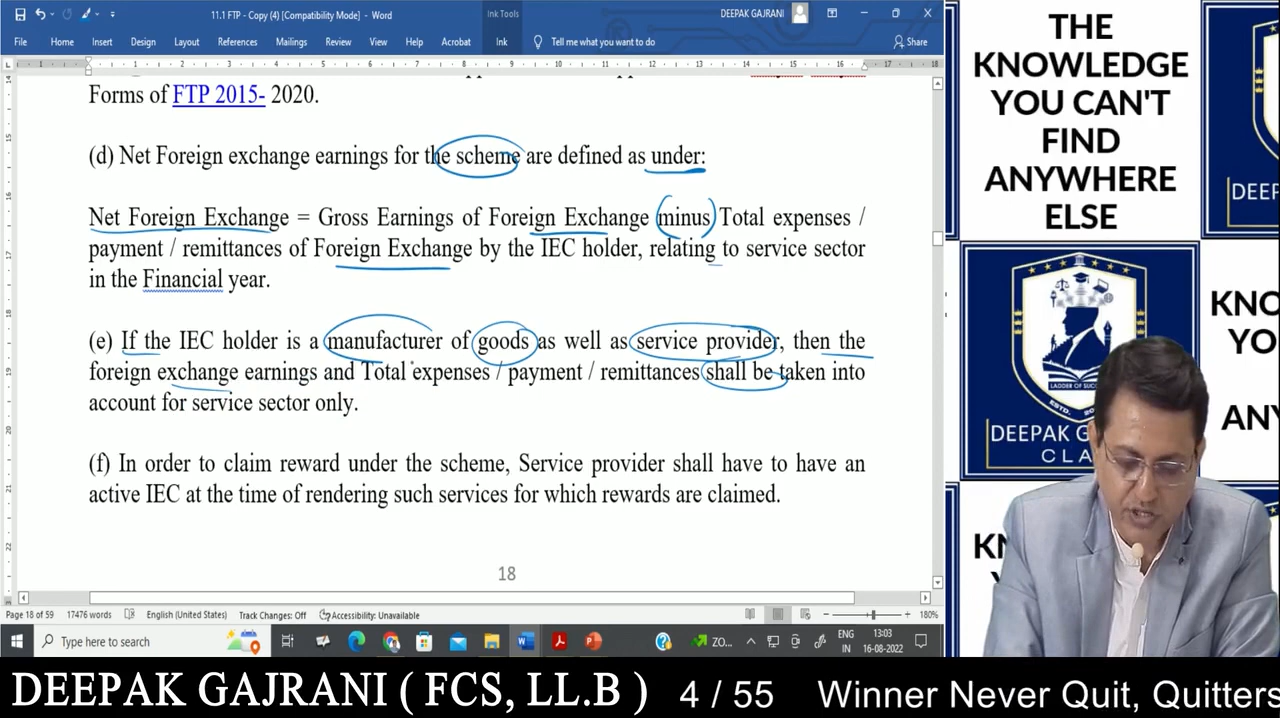 11.1 FTP - Copy (4) [Compatibility Mode] - Word
Ink Tools
DEEPAK GAJRANI
File Home Insert Design Layout References Mailings Review View Help Acrobat Ink Tell me what you want to do Share
Forms of FTP 2015- 2020.
(d) Net Foreign exchange earnings for the scheme are defined as under:
Net Foreign Exchange = Gross Earnings of Foreign Exchange minus Total expenses /
payment / remittances of Foreign Exchange by the IEC holder, relating to service sector
in the Financial year.
(e) If the IEC holder is a manufacturer of goods as well as service provider, then the
foreign exchange earnings and Total expenses / payment / remittances shall be taken into
account for service sector only.
(f) In order to claim reward under the scheme, Service provider shall have to have an
active IEC at the time of rendering such services for which rewards are claimed.
18
Page 18 of 59 17476 words English (United States) Track Changes: Off Accessibility: Unavailable 180%
Type here to search
ZO...
ENG
IN
13:03
16-08-2022
THE
KNOWLEDGE
YOU CAN'T
FIND
ANYWHERE
ELSE
DEEP
KNO
YO
ANY
LADER OF SUCC
ESTD. 20
DEEPAK G
CLA
KN
DEEPAK GAJRANI ( FCS, LL.B ) 4 / 55 Winner Never Quit, Quitters